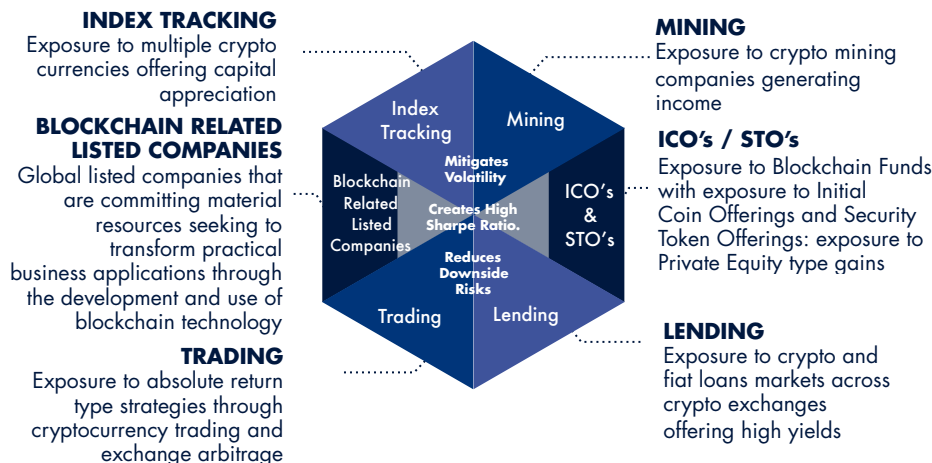 INDEX TRACKING
Exposure to multiple crypto
currencies offering capital
appreciation
BLOCKCHAIN RELATED
LISTED COMPANIES
Global listed companies that
are committing material
resources seeking to
transform practical
business applications through
the development and use of
blockchain technology
TRADING
Exposure to absolute return
type strategies through
cryptocurrency trading and
exchange arbitrage
Index
Tracking
Mining
Mitigates
Volatility
Blockchain
Related
Listed
Companies
Creates High
Sharpe Ratio.
ICO's
&
STO's
Reduces
Downside
Risks
Trading
Lending
MINING
Exposure to crypto mining
companies generating
income
ICO's / STO's
Exposure to Blockchain Funds
with exposure to Initial
Coin Offerings and Security
Token Offerings: exposure to
Private Equity type gains
LENDING
Exposure to crypto and
fiat loans markets across
crypto exchanges
offering high yields